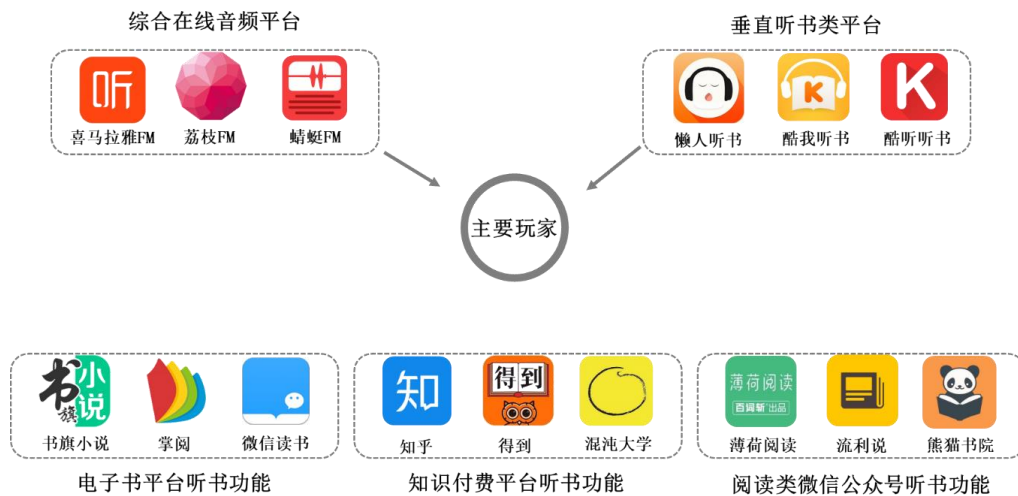 综合在线音频平台
垂直听书类平台
听
喜马拉雅FM
荔枝FM
蜻蜓FM
K
K
懒人听书
酷我听书
酷听听书
主要玩家
书旗
小说
知
得到
薄荷阅读
百词斩出品
书旗小说
掌阅
微信读书
知乎
得到
混沌大学
薄荷阅读
流利说
熊猫书院
电子书平台听书功能
知识付费平台听书功能
阅读类微信公众号听书功能